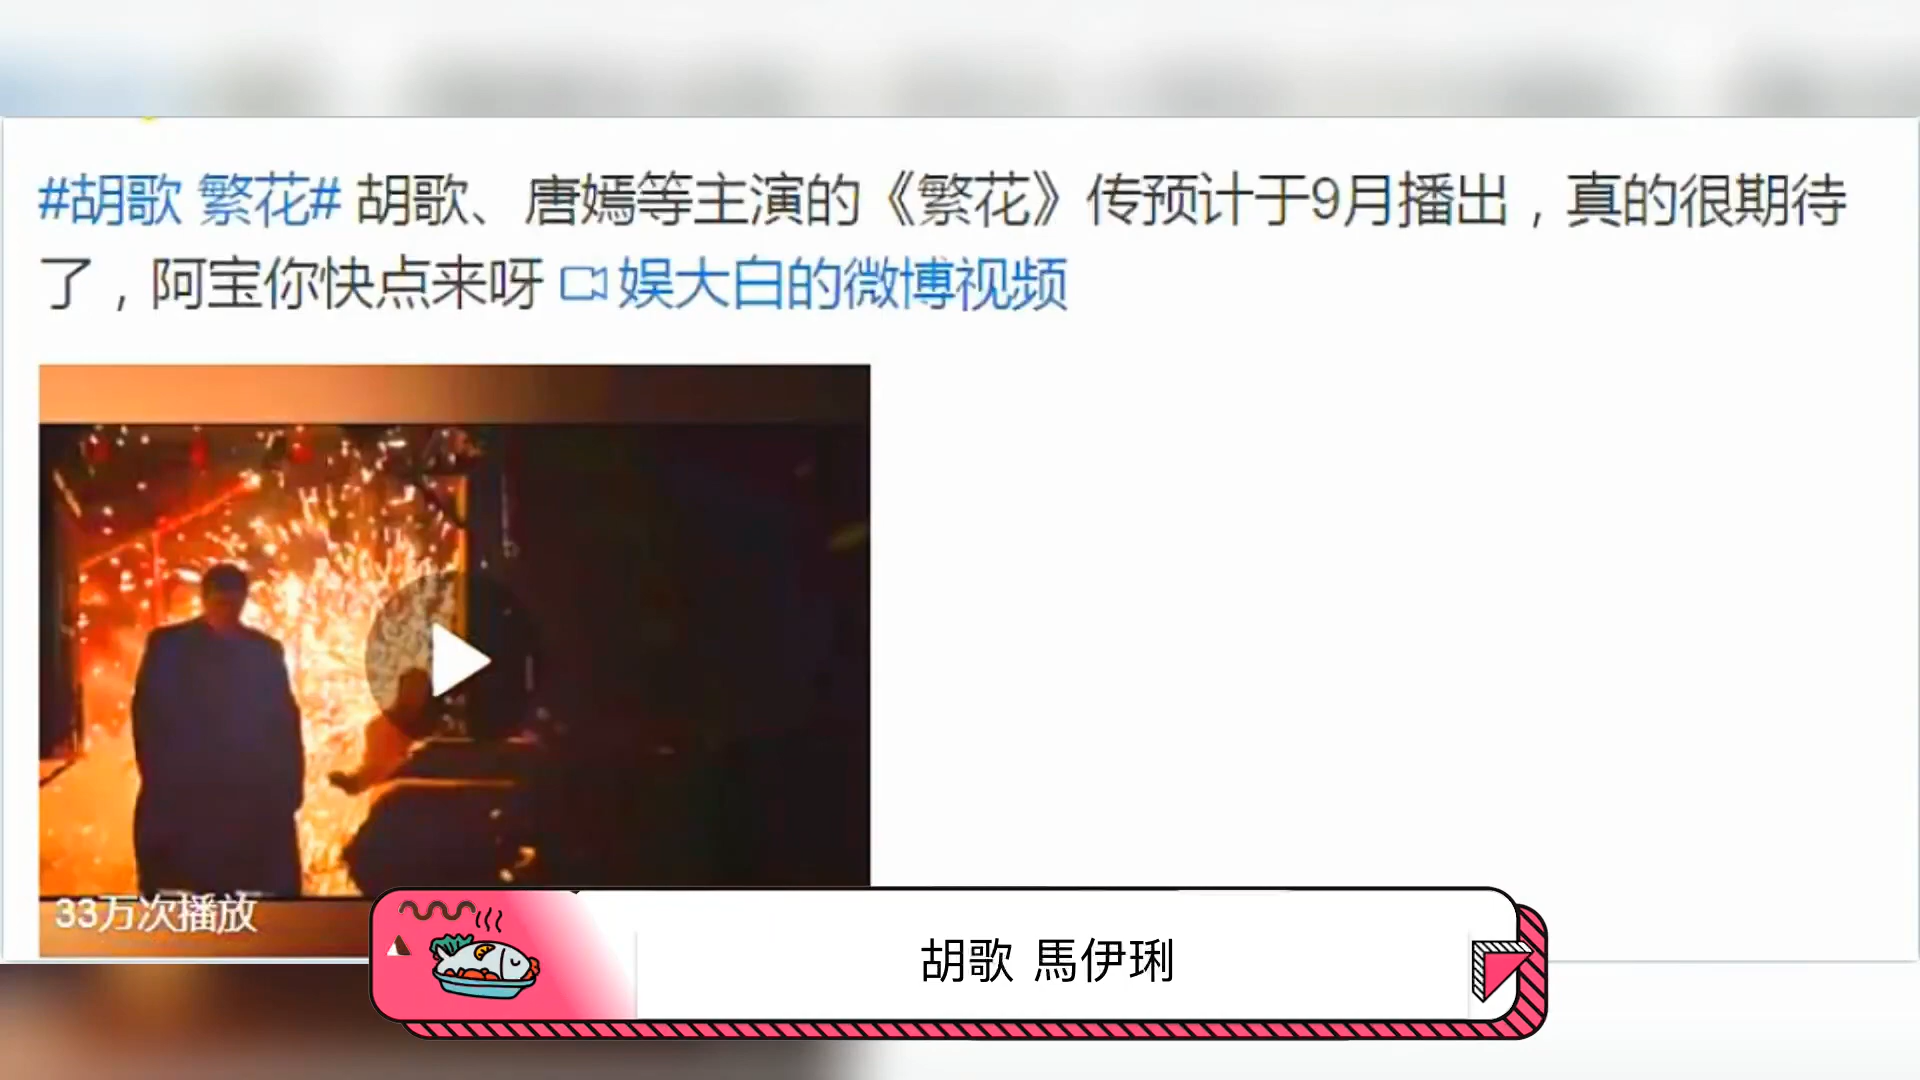 #胡歌 繁花# 胡歌、唐嫣等主演的《繁花》传预计于9月播出，真的很期待
了，阿宝你快点来呀 娱大白的微博视频
33万次播放
胡歌 馬伊琍